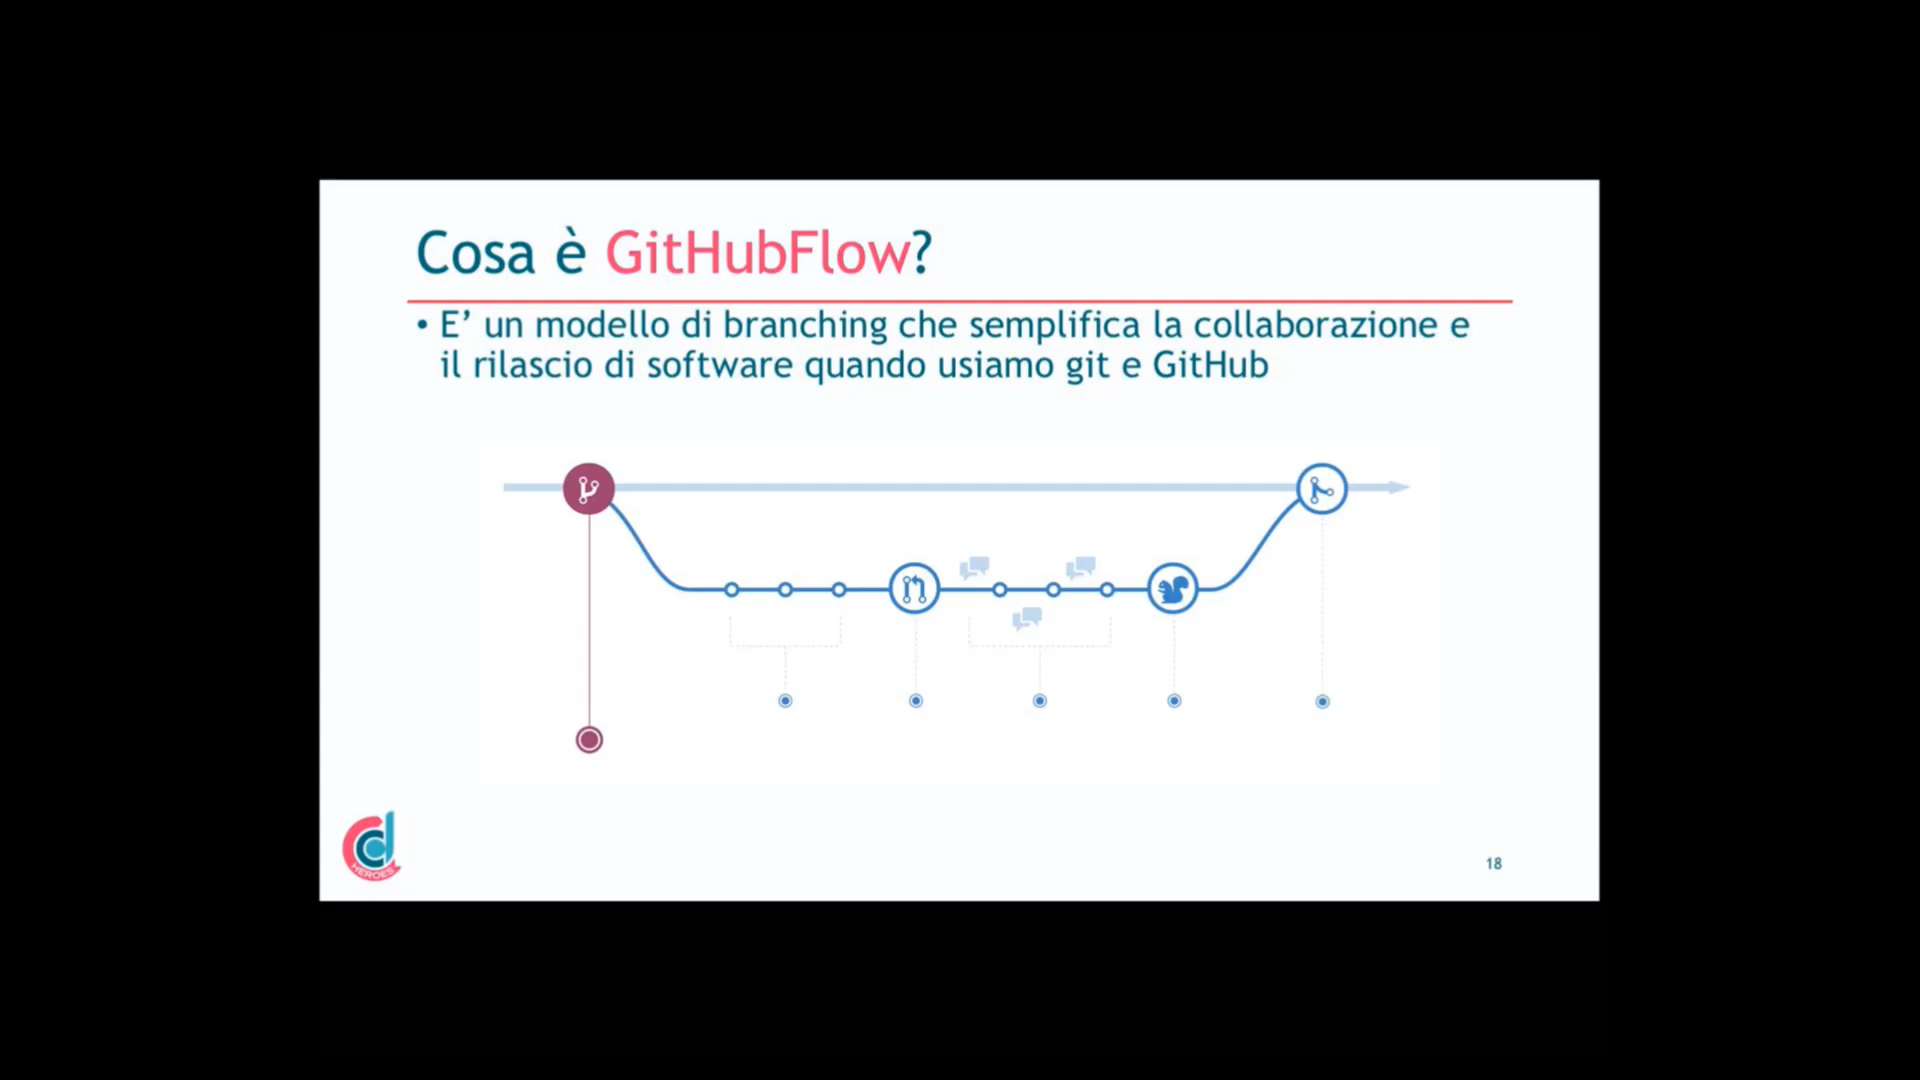 Cosa è GitHubFlow?
• E’ un modello di branching che semplifica la collaborazione e
il rilascio di software quando usiamo git e GitHub
HEROES
18